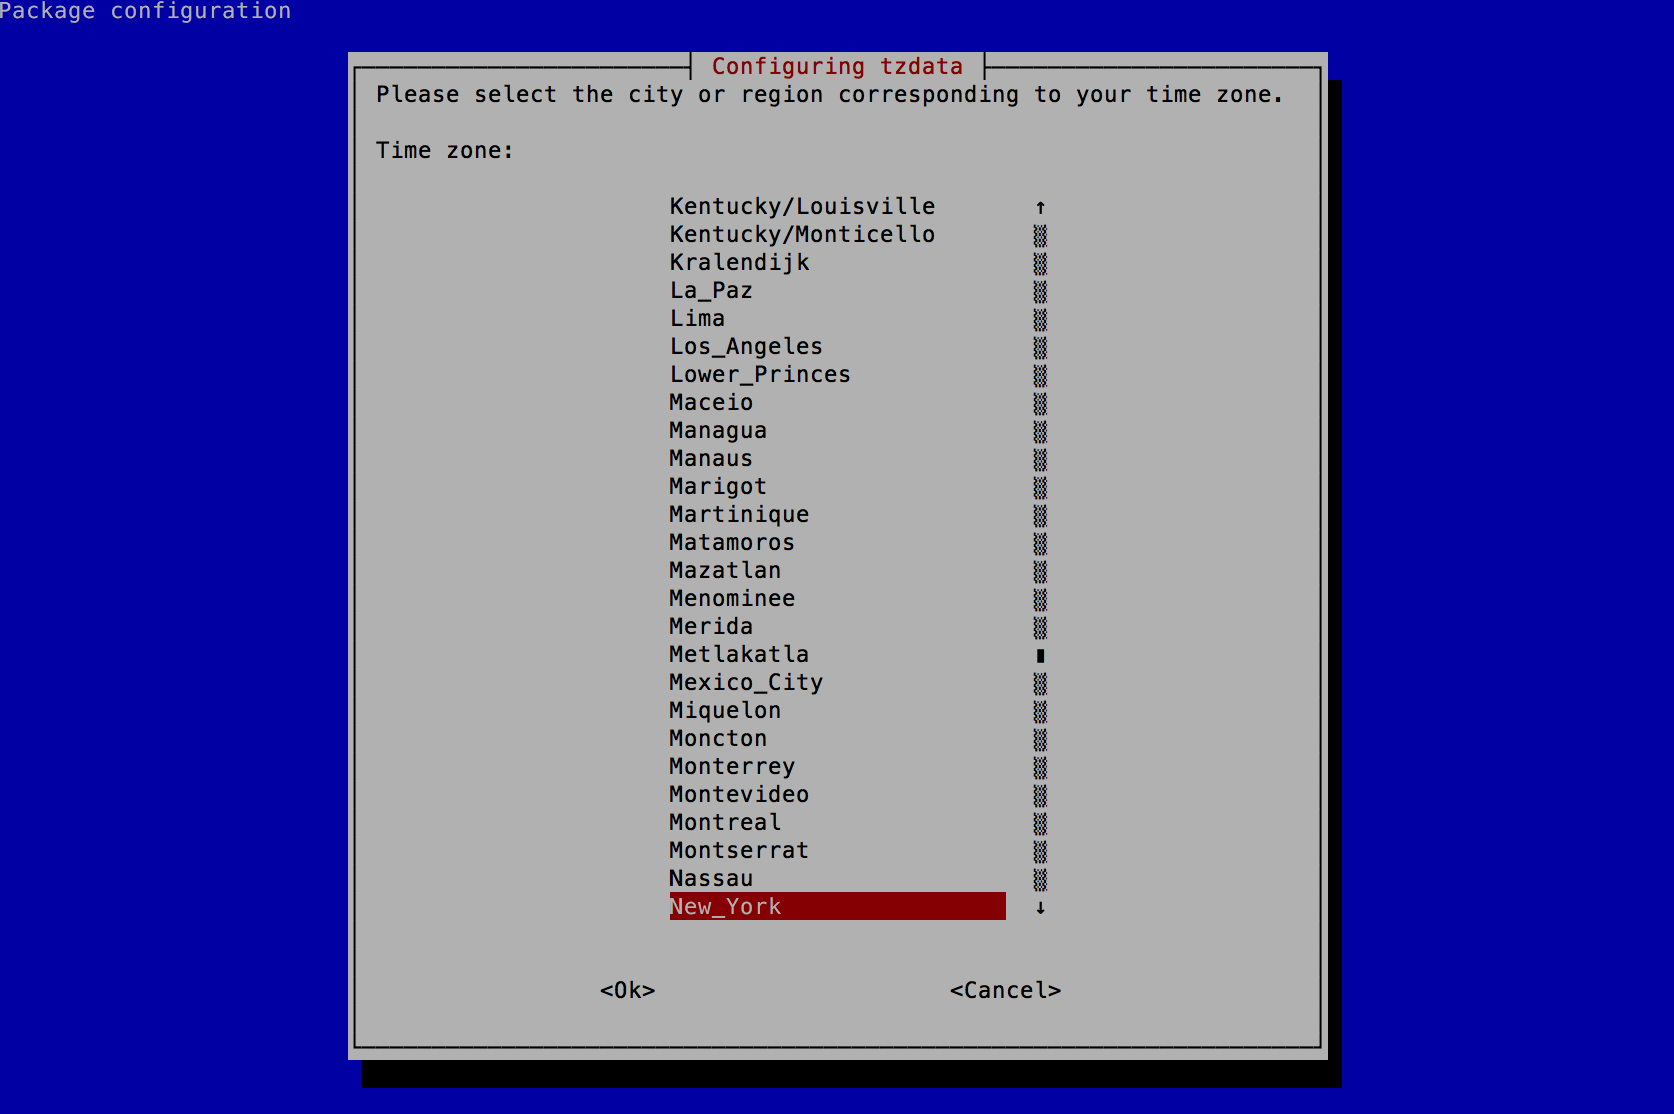 Package configuration
Configuring tzdata
Please select the city or region corresponding to your time zone.
Time zone:
Kentucky/Louisville
Kentucky/Monticello
Kralendijk
La_Paz
Lima
Los_Angeles
Lower_Princes
Maceio
Managua
Manaus
Marigot
Martinique
Matamoros
Mazatlan
Menominee
Merida
Metlakatla
Mexico_City
Miquelon
Moncton
Monterrey
Montevideo
Montreal
Montserrat
Nassau
New_York
<Ok> <Cancel>